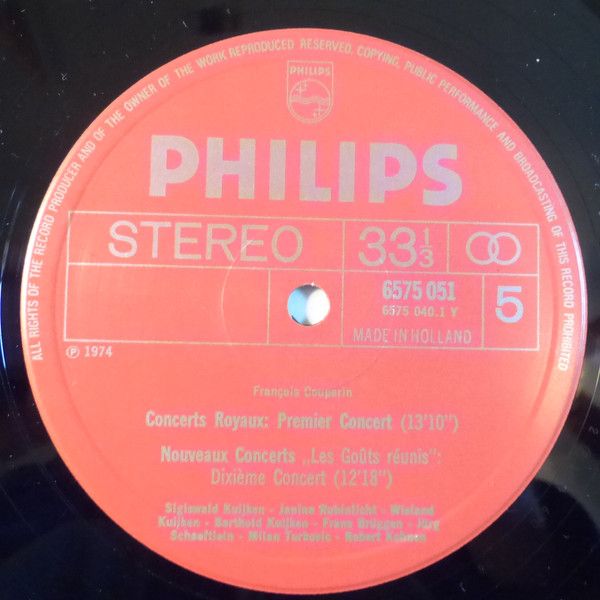 ALL RIGHTS OF THE RECORD PRODUCER AND OF THE OWNER OF THE WORK REPRODUCED RESERVED. COPYING, PUBLIC PERFORMANCE AND BROADCASTING OF THIS RECORD PROHIBITED
PHILIPS
PHILIPS
STEREO
33 1/3
6575 051
6575 040.1 Y
5
MADE IN HOLLAND
Ⓟ 1974
François Couperin
Concerts Royaux: Premier Concert (13'10")
Nouveaux Concerts „Les Goûts réunis":
Dixième Concert (12'18")
Sigiswald Kuijken - Janine Rubinlicht - Wieland
Kuijken - Barthold Kuijken - Frans Brüggen - Jürg
Schaeftlein - Milan Turkovic - Robert Kohnen